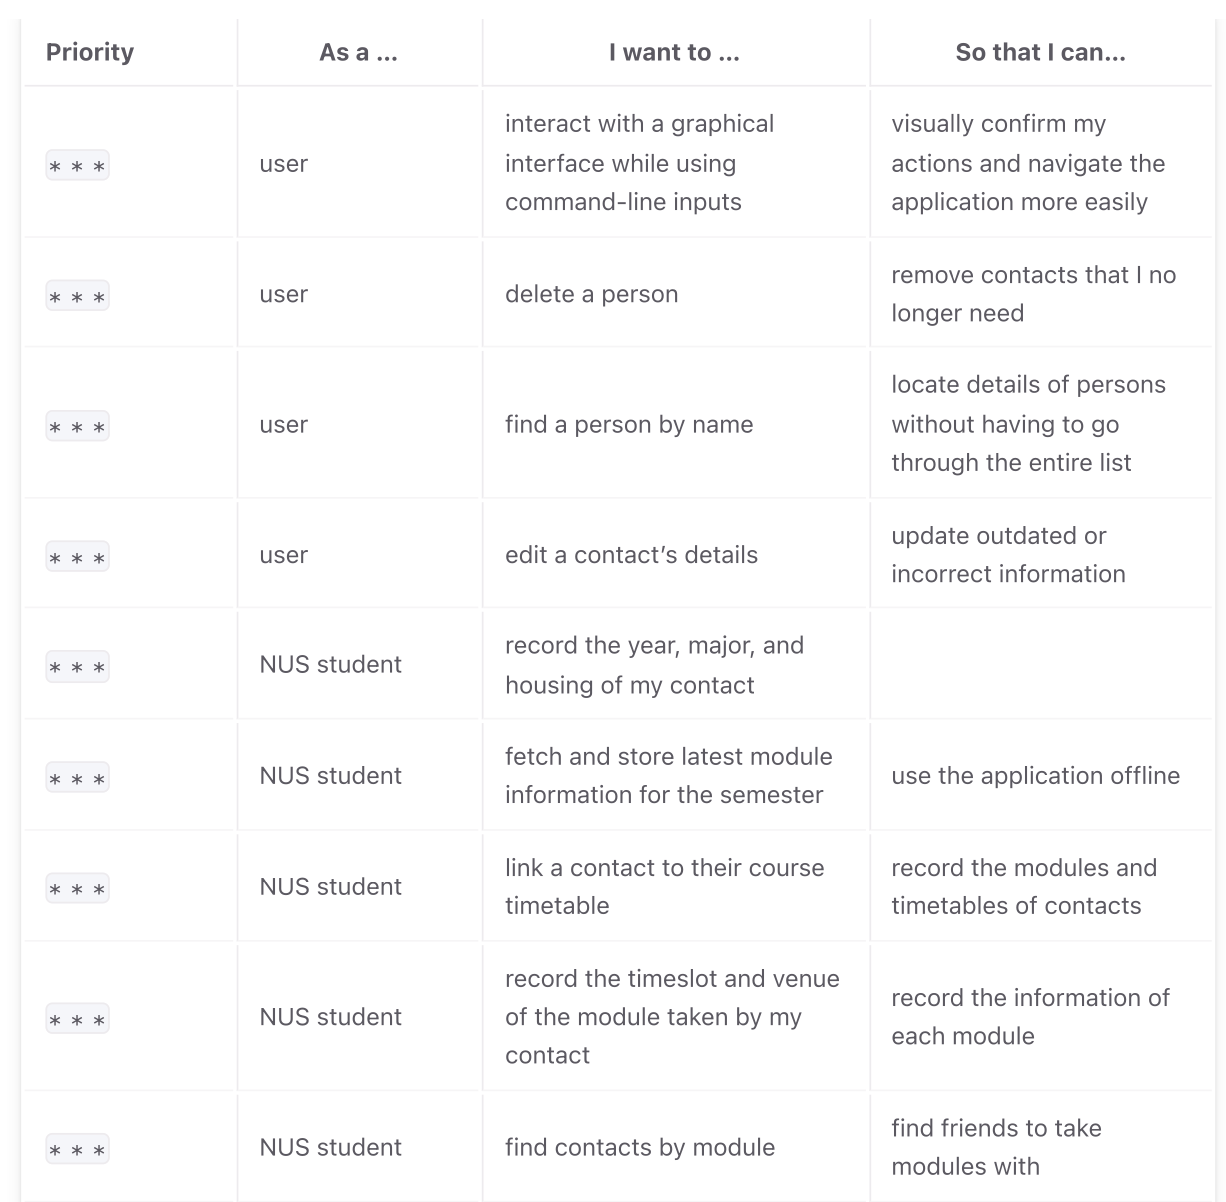 Priority
As a ...
I want to ...
So that I can...
* * *
user
interact with a graphical
interface while using
command-line inputs
visually confirm my
actions and navigate the
application more easily
* * *
user
delete a person
remove contacts that I no
longer need
* * *
user
find a person by name
locate details of persons
without having to go
through the entire list
* * *
user
edit a contact’s details
update outdated or
incorrect information
* * *
NUS student
record the year, major, and
housing of my contact
* * *
NUS student
fetch and store latest module
information for the semester
use the application offline
* * *
NUS student
link a contact to their course
timetable
record the modules and
timetables of contacts
* * *
NUS student
record the timeslot and venue
of the module taken by my
contact
record the information of
each module
* * *
NUS student
find contacts by module
find friends to take
modules with